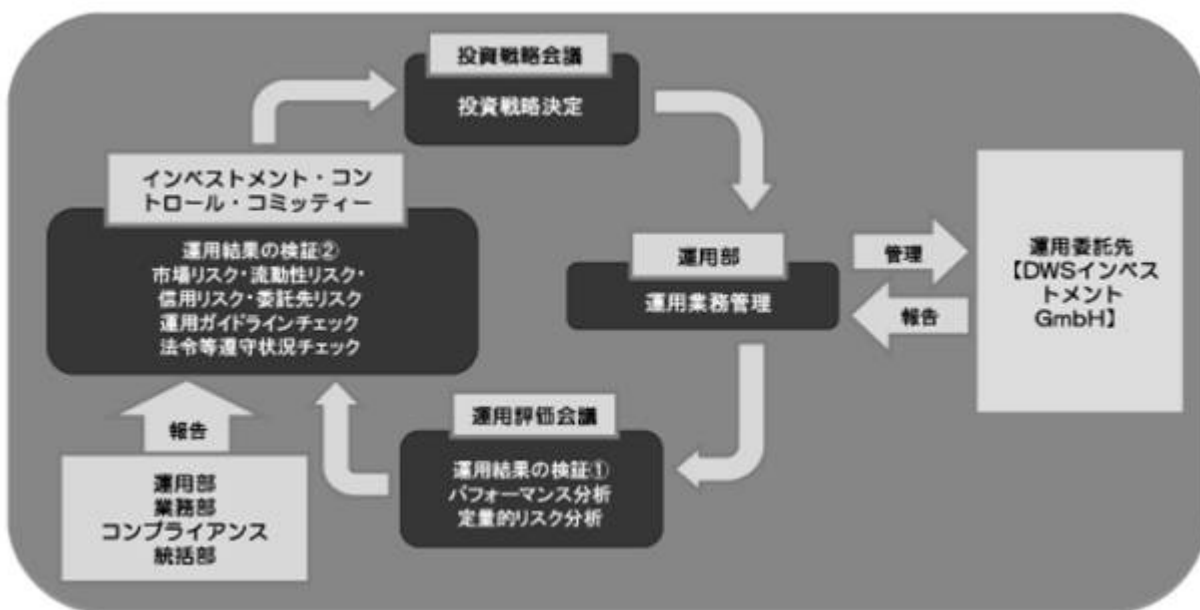 投資戦略会議
投資戦略決定
インベストメント・コン
トロール・コミッティー
運用結果の検証②
市場リスク・流動性リスク・
信用リスク・委託先リスク
運用ガイドラインチェック
法令等遵守状況チェック
運用部
運用業務管理
管理
報告
運用委託先
【DWSインベス
トメント
GmbH】
運用評価会議
運用結果の検証①
パフォーマンス分析
定量的リスク分析
報告
運用部
業務部
コンプライアンス
統括部